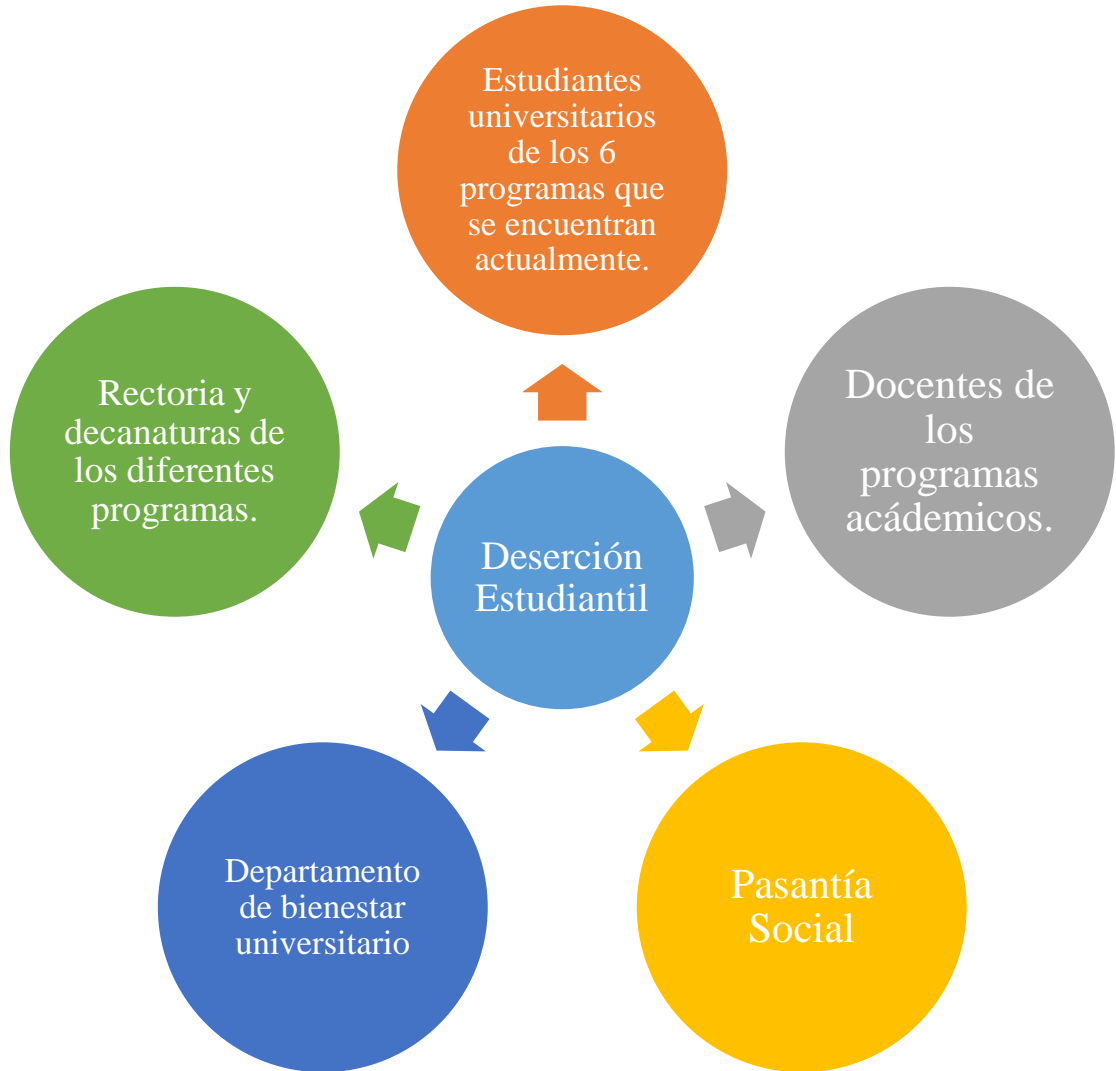 Estudiantes
universitarios
de los 6
programas que
se encuentran
actualmente.
Rectoria y
decanaturas de
los diferentes
programas.
Docentes de
los
programas
acádemicos.
Deserción
Estudiantil
Departamento
de bienestar
universitario
Pasantía
Social